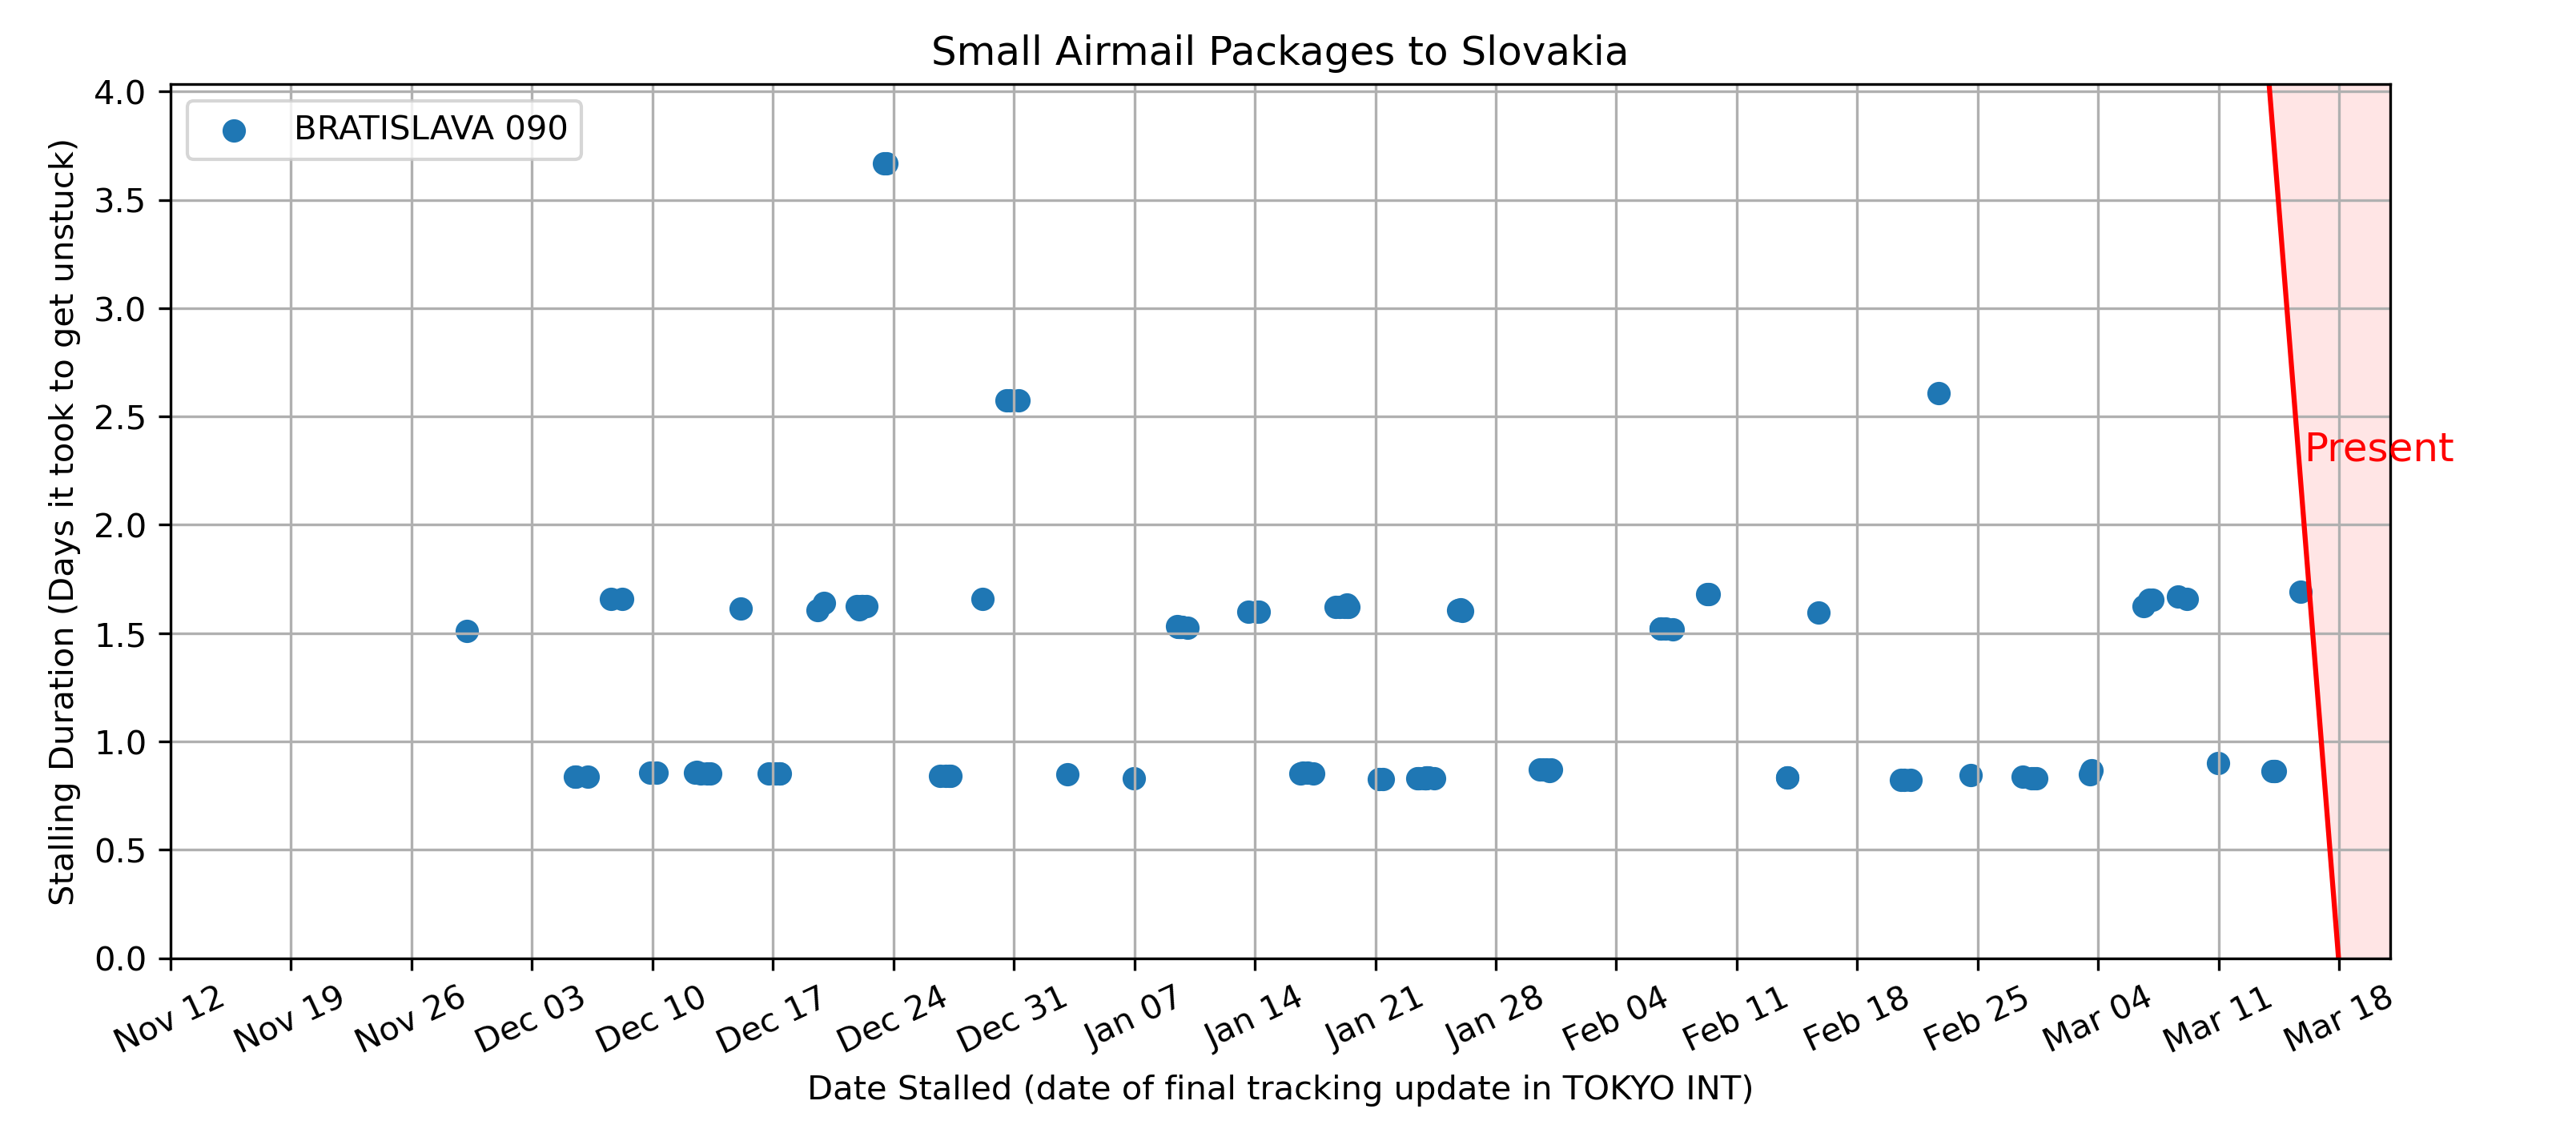 Small Airmail Packages to Slovakia
BRATISLAVA 090
Stalling Duration (Days it took to get unstuck)
4.0
3.5
3.0
2.5
2.0
1.5
1.0
0.5
0.0
Present
Nov 12 Nov 19 Nov 26 Dec 03 Dec 10 Dec 17 Dec 24 Dec 31 Jan 07 Jan 14 Jan 21 Jan 28 Feb 04 Feb 11 Feb 18 Feb 25 Mar 04 Mar 11 Mar 18
Date Stalled (date of final tracking update in TOKYO INT)